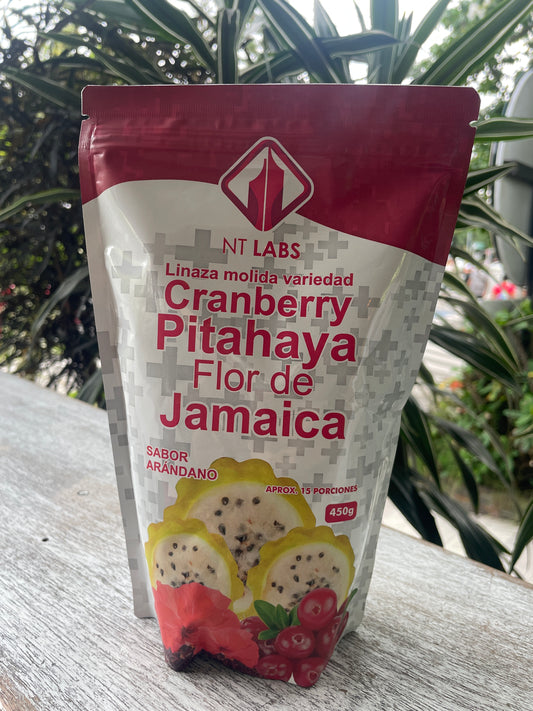 NT LABS
Linaza molida variedad
Cranberry
Pitahaya
Flor de
Jamaica
SABOR
ARÁNDANO
APROX. 15 PORCIONES
450g